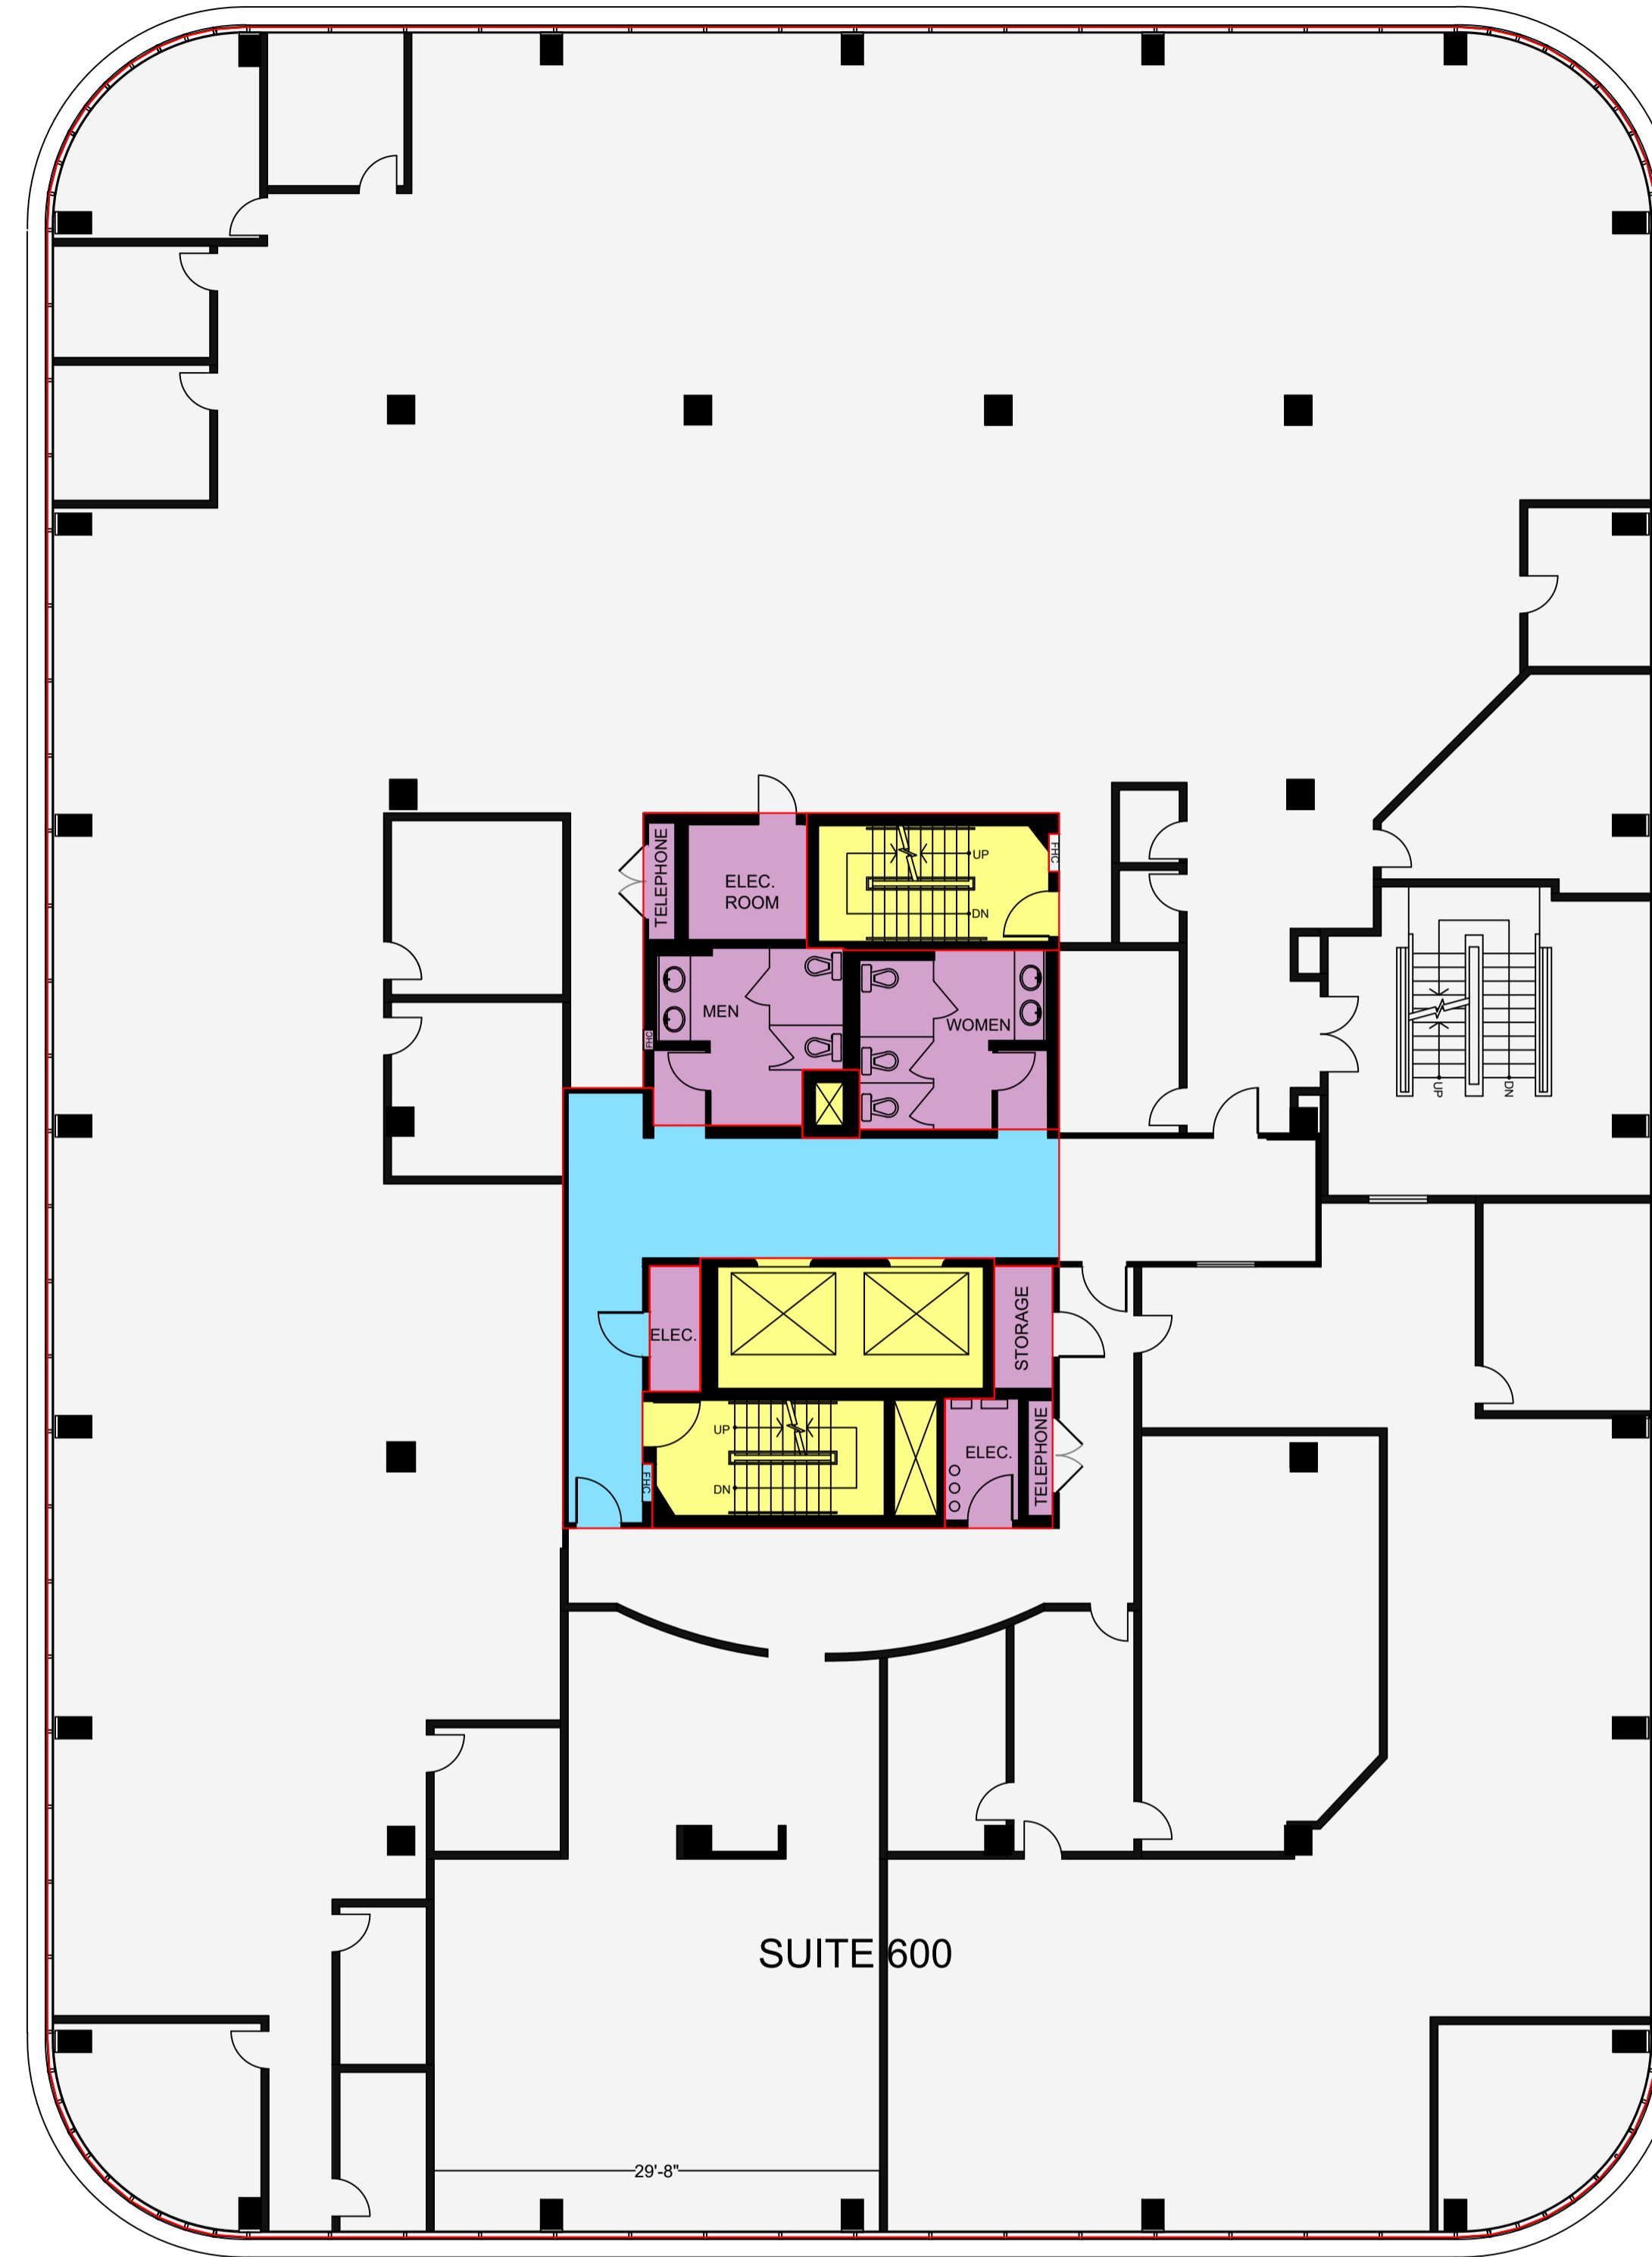 TELEPHONE
ELEC.
ROOM
UP
DN
FHC
MEN
WOMEN
FHC
UP
DN
ELEC.
STORAGE
UP
DN
FHC
ELEC.
TELEPHONE
SUITE 600
29'-8"